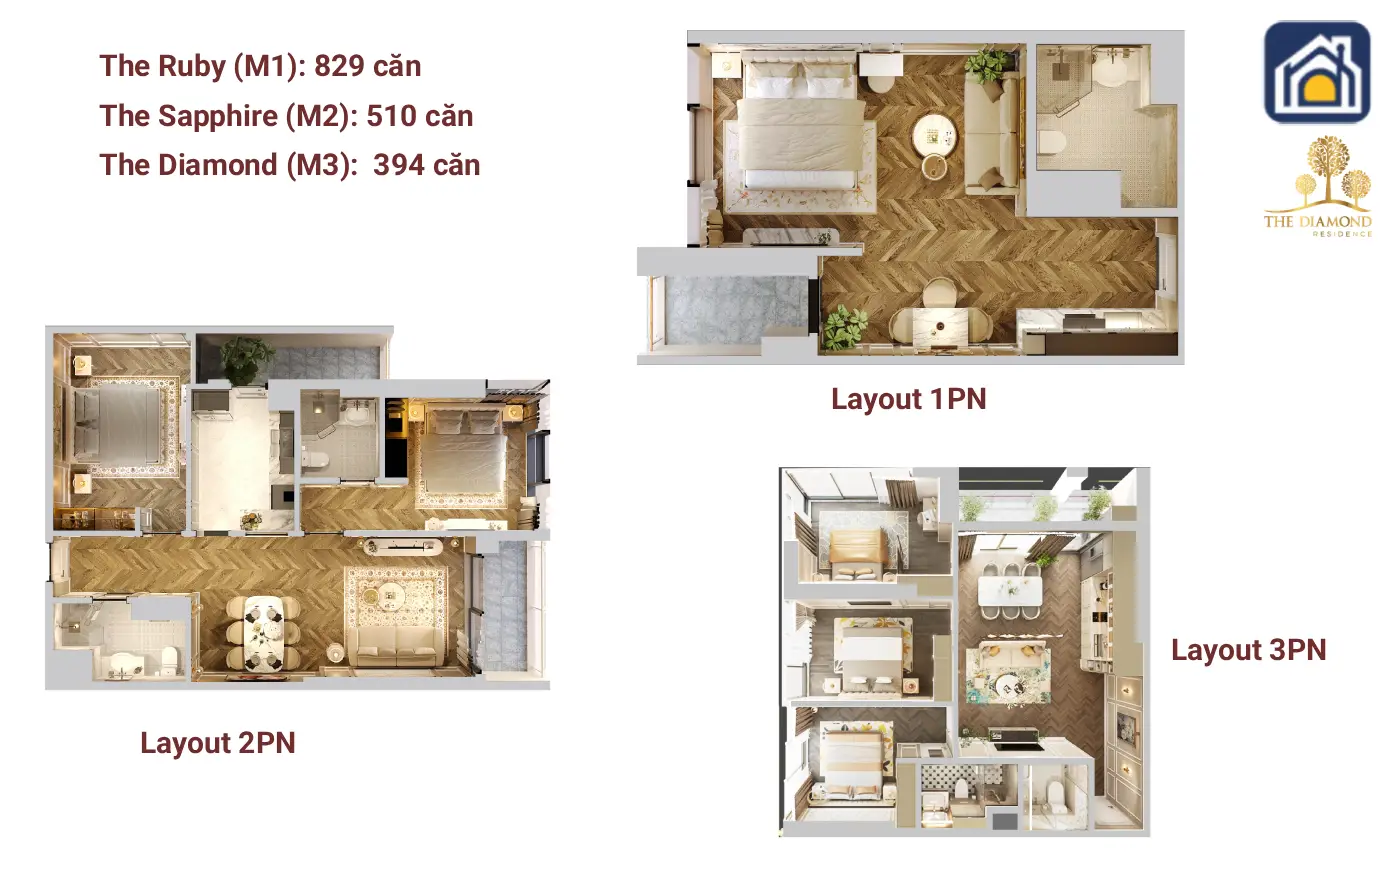 The Ruby (M1): 829 căn
The Sapphire (M2): 510 căn
The Diamond (M3): 394 căn
THE DIAMOND
RESIDENCE
Layout 1PN
Layout 3PN
Layout 2PN